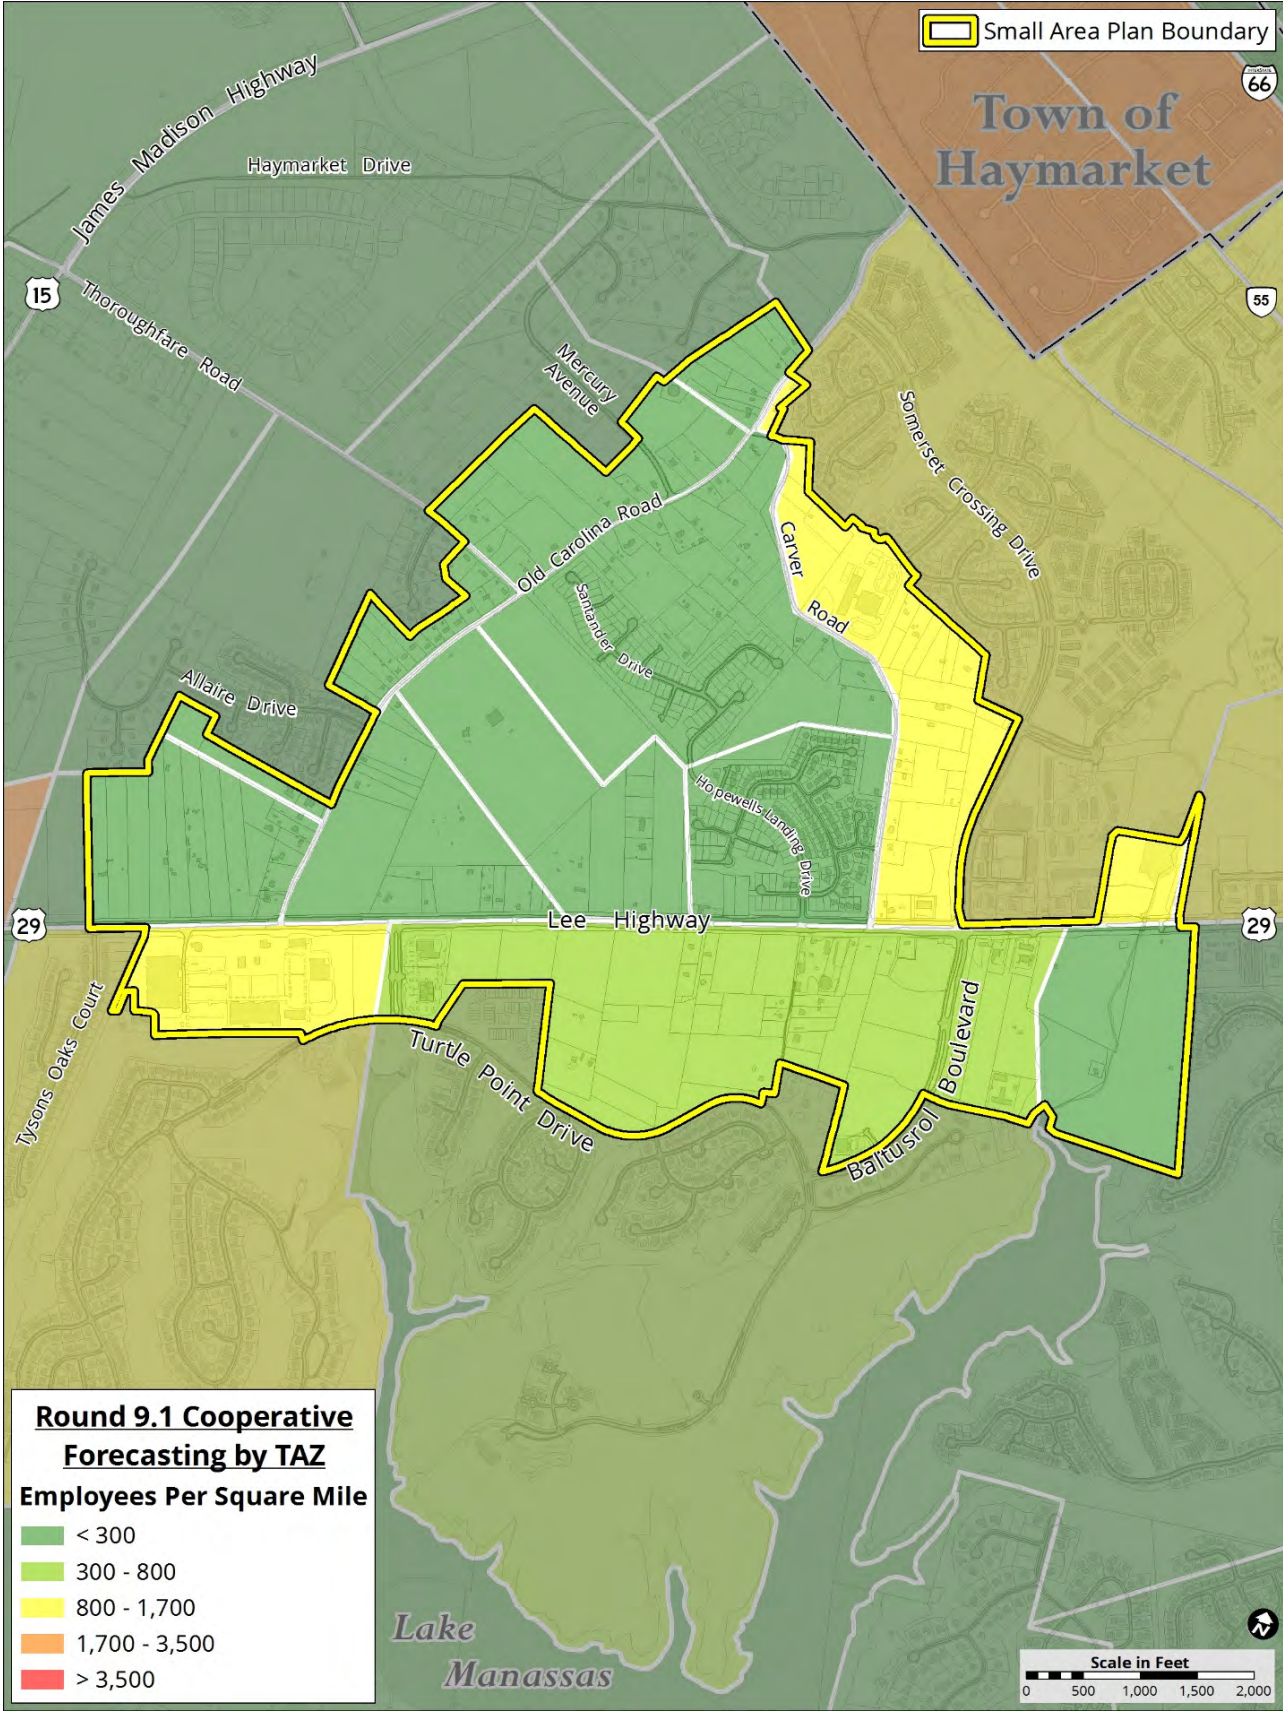 Small Area Plan Boundary
INTERSTATE
66
Town of
Haymarket
James Madison Highway
Haymarket Drive
15
Thoroughfare Road
55
Mercury
Avenue
Somerset Crossing Drive
Old Carolina Road
Carver
Road
Santander Drive
Allaire Drive
Hopewells Landing Drive
29
Lee Highway
29
Tysons Oaks Court
Turtle Point Drive
Baltusrol Boulevard
Round 9.1 Cooperative
Forecasting by TAZ
Employees Per Square Mile
< 300
300 - 800
800 - 1,700
1,700 - 3,500
> 3,500
Lake
Manassas
N
Scale in Feet
0 500 1,000 1,500 2,000